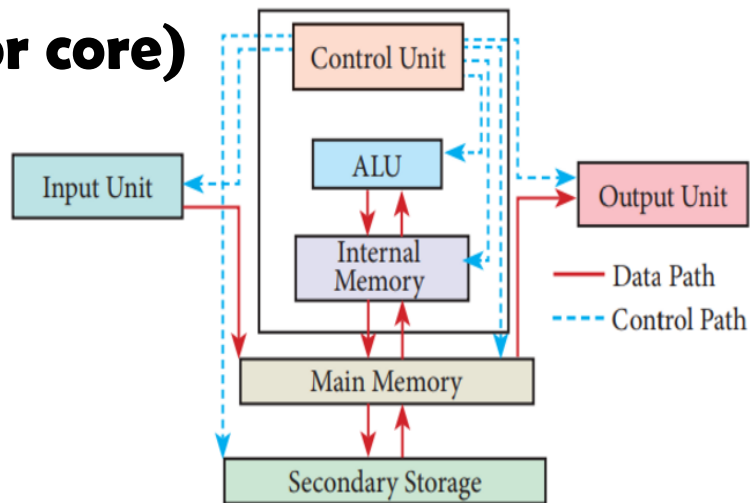 or core)
Control Unit
ALU
Input Unit
Output Unit
Internal
Memory
Data Path
Control Path
Main Memory
Secondary Storage